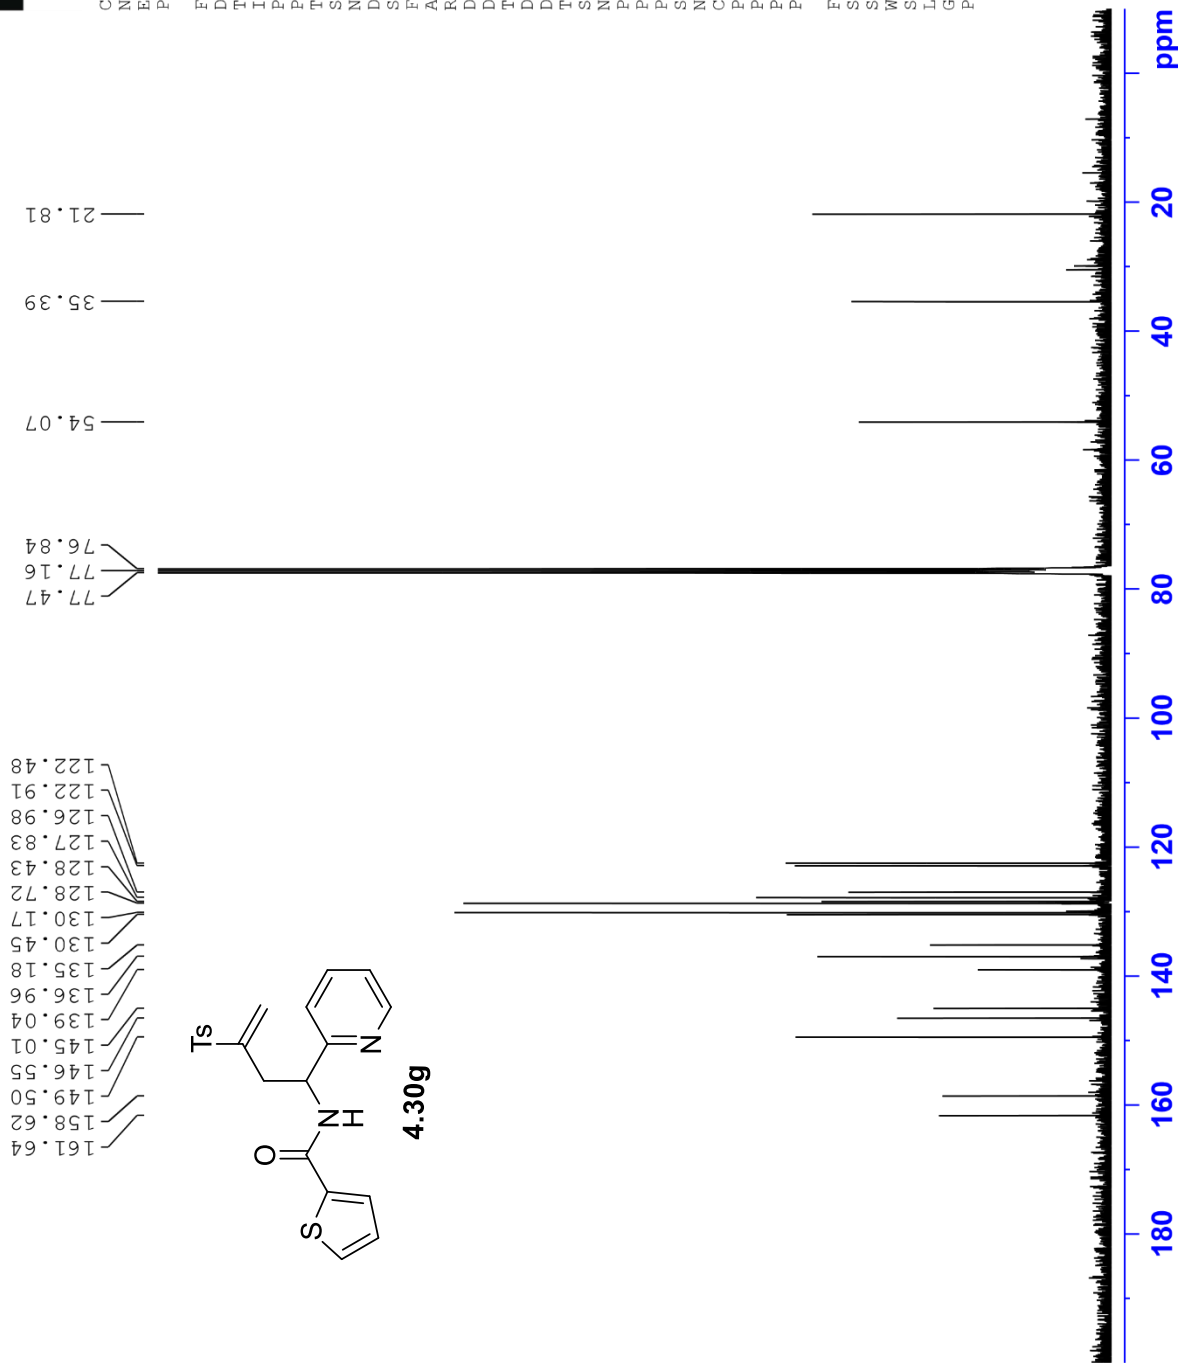 C
N
E
P
F
D
T
I
I
P
P
P
T
S
N
D
S
S
F
A
R
D
D
T
D
D
D
T
S
N
P
P
P
P
S
N
C
P
P
P
P
P
F
S
S
W
S
L
G
P
161.64
158.62
149.50
146.55
145.01
139.04
136.96
135.18
130.45
130.17
128.72
128.43
127.83
126.98
122.91
122.48
77.47
77.16
76.84
54.07
35.39
21.81
Ts
O
N
H
S
N
4.30g
180
160
140
120
100
80
60
40
20
ppm